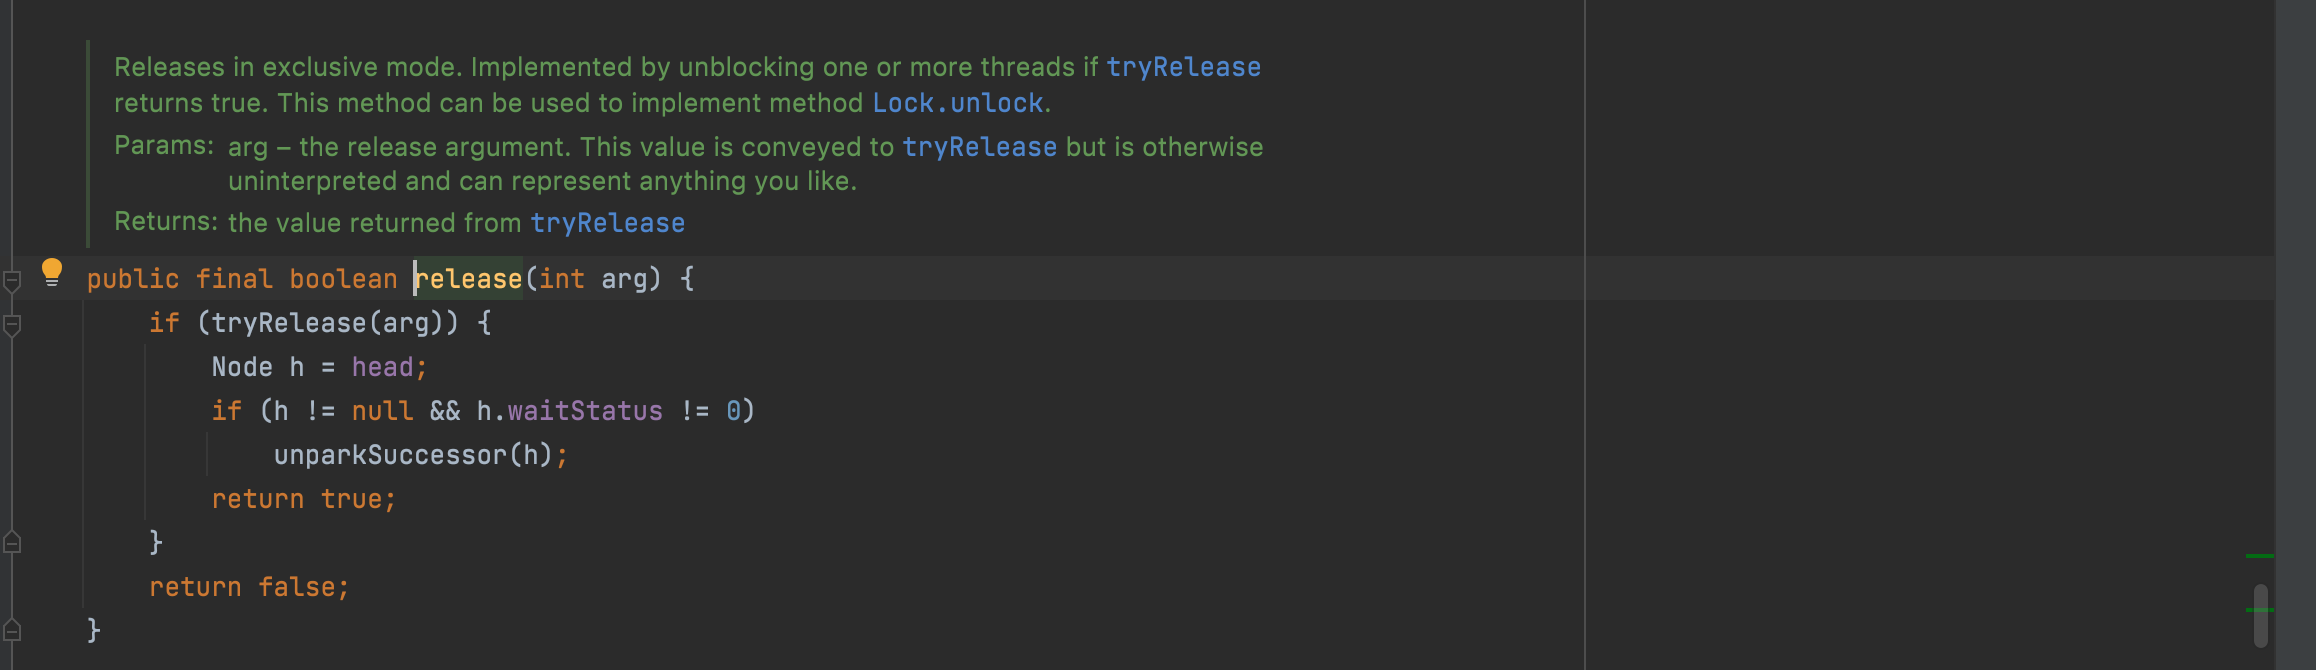 Releases in exclusive mode. Implemented by unblocking one or more threads if tryRelease
returns true. This method can be used to implement method Lock.unlock.
Params: arg – the release argument. This value is conveyed to tryRelease but is otherwise
uninterpreted and can represent anything you like.
Returns: the value returned from tryRelease
public final boolean release(int arg) {
    if (tryRelease(arg)) {
        Node h = head;
        if (h != null && h.waitStatus != 0)
            unparkSuccessor(h);
        return true;
    }
    return false;
}